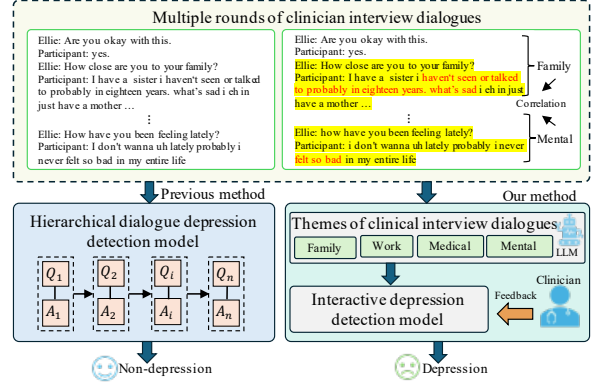 Multiple rounds of clinician interview dialogues
Ellie: Are you okay with this.
Participant: yes.
Ellie: How close are you to your family?
Participant: I have a sister i haven't seen or talked
to probably in eighteen years. what's sad i eh in
just have a mother …
⋮
Ellie: How have you been feeling lately?
Participant: I don't wanna uh lately probably i
never felt so bad in my entire life
Ellie: Are you okay with this.
Participant: yes.
Ellie: How close are you to your family?
Participant: I have a sister i haven't seen or talked
to probably in eighteen years. what's sad i eh in just
have a mother …
⋮
Ellie: how have you been feeling lately?
Participant: i don't wanna uh lately probably i never
felt so bad in my entire life
Family
Correlation
Mental
Previous method
Our method
Hierarchical dialogue depression
detection model
Q1 Q2 Qi Qn
A1 A2 Ai An
Non-depression
Themes of clinical interview dialogues
Family Work Medical Mental
LLM
Interactive depression
detection model
Feedback
Clinician
Depression